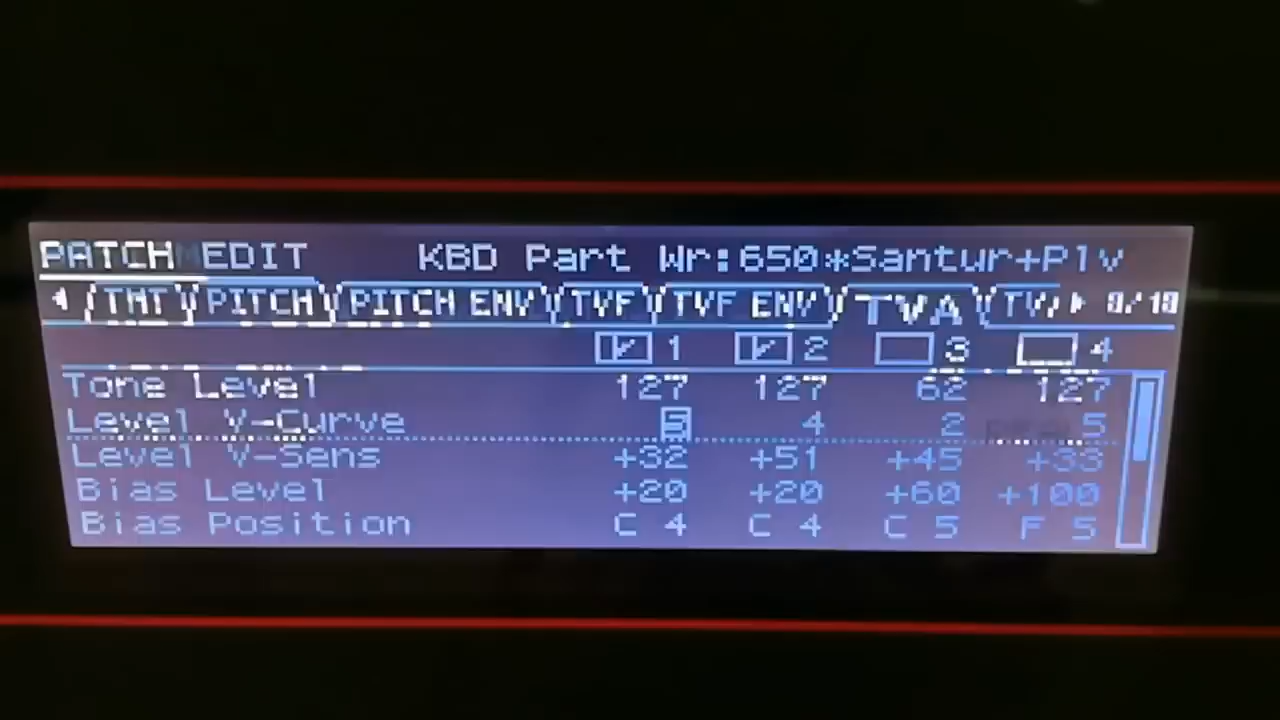 PATCH EDIT KBD Part Wr:650*Santur+Plv
TMT PITCH PITCH ENV TVF TVF ENV TVA TV
1 2 3 4
Tone Level 127 127 62 127
Level V-Curve 5 4 2 5
Level V-Sens +32 +51 +45 +33
Bias Level +20 +20 +60 +100
Bias Position C 4 C 4 C 5 F 5